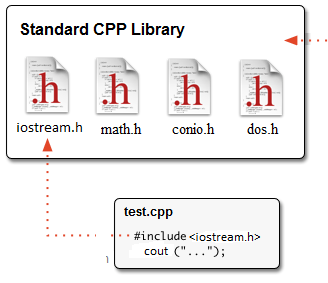 Standard CPP Library
.h .h .h .h
iostream.h math.h conio.h dos.h
test.cpp
#include <iostream.h>
cout ("...");